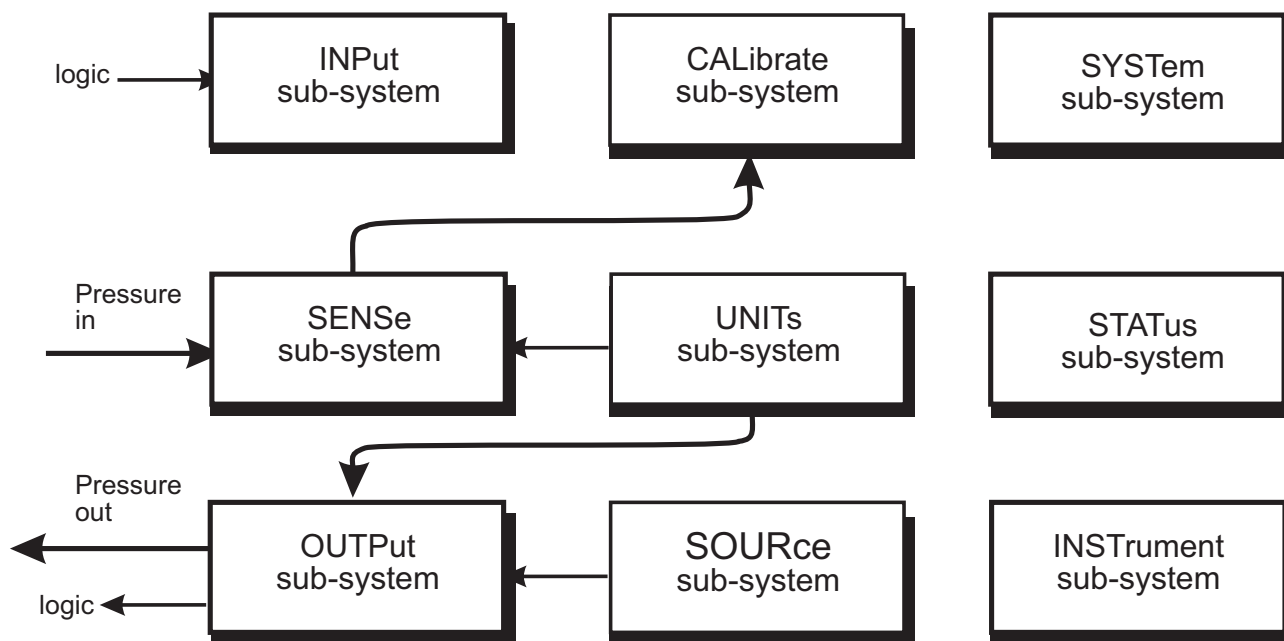 logic
INPut
sub-system
CALibrate
sub-system
SYSTem
sub-system
Pressure
in
SENSe
sub-system
UNITs
sub-system
STATus
sub-system
Pressure
out
logic
OUTPut
sub-system
SOURce
sub-system
INSTrument
sub-system